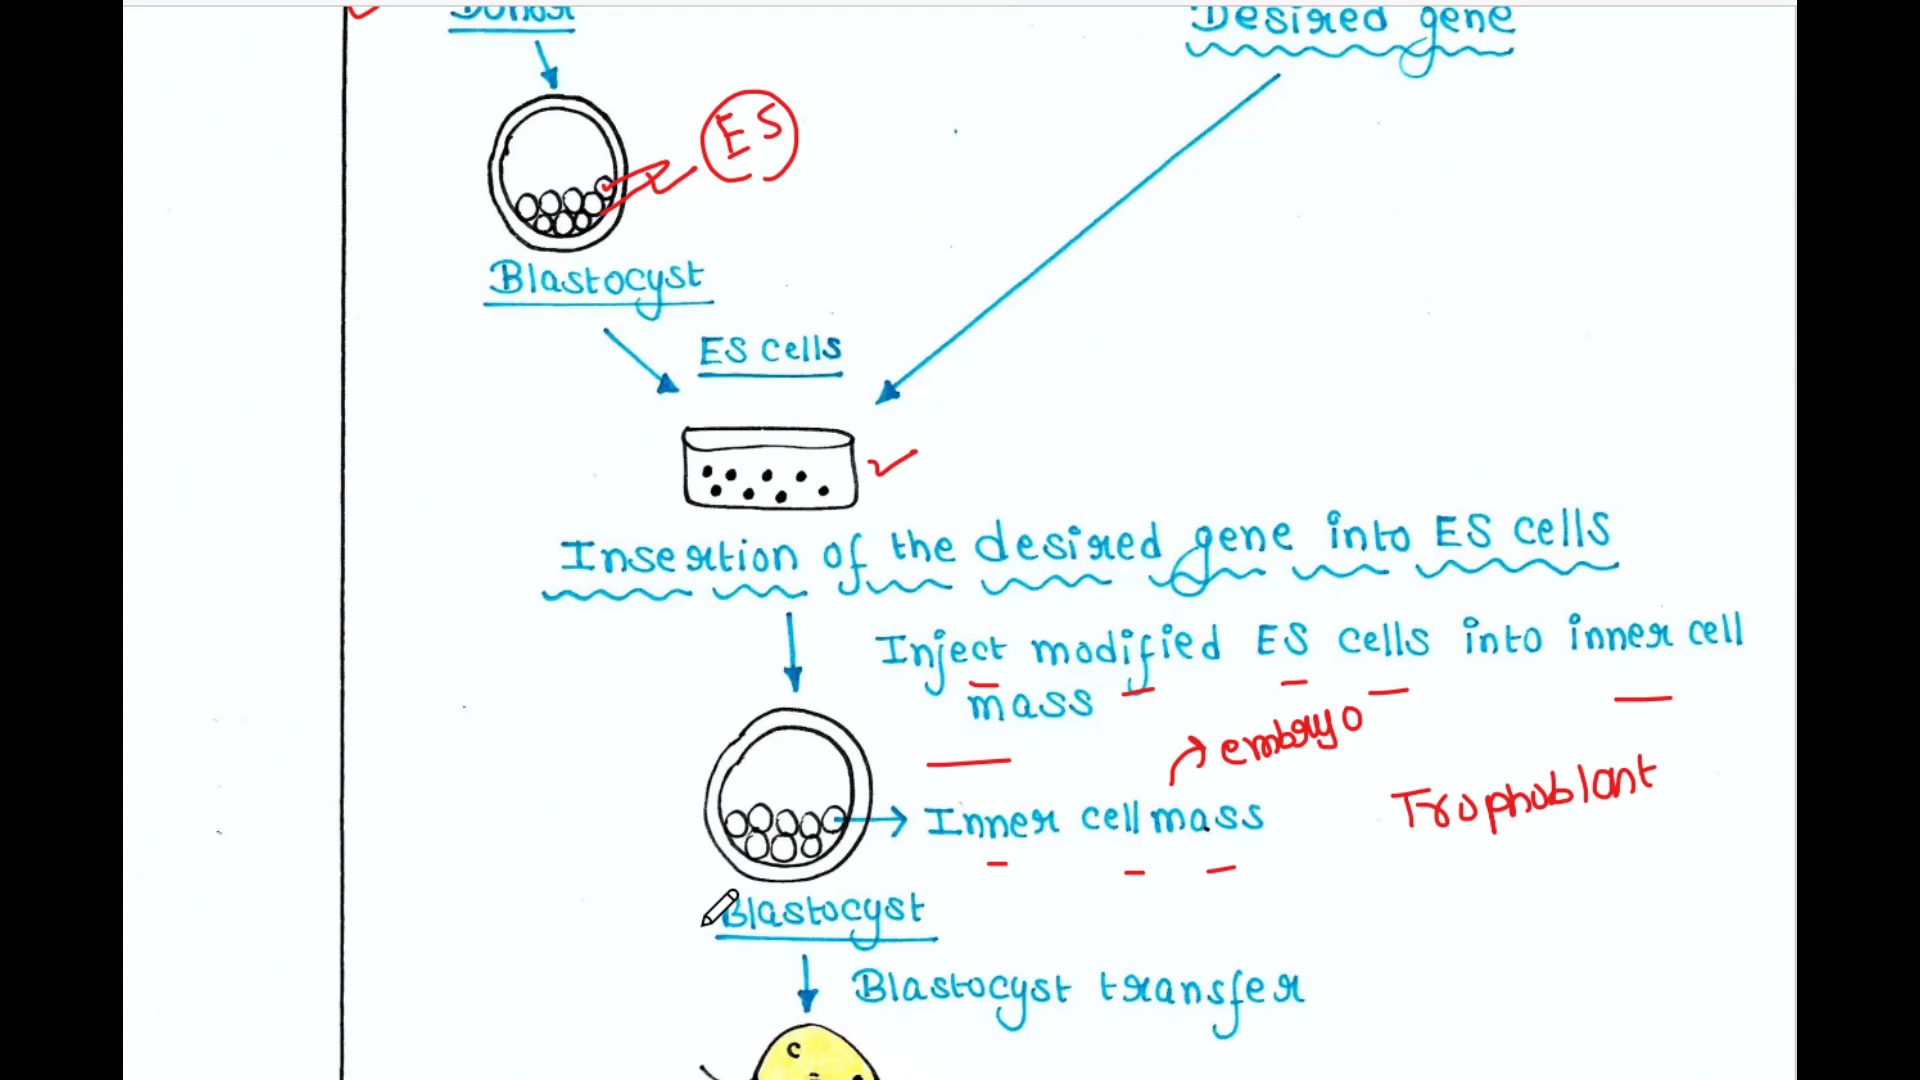 Donor
Desired gene
ES
Blastocyst
ES cells
Insertion of the desired gene into ES cells
Inject modified ES cells into inner cell
mass
embryo
Inner cell mass
Trophoblant
Blastocyst
Blastocyst transfer
c